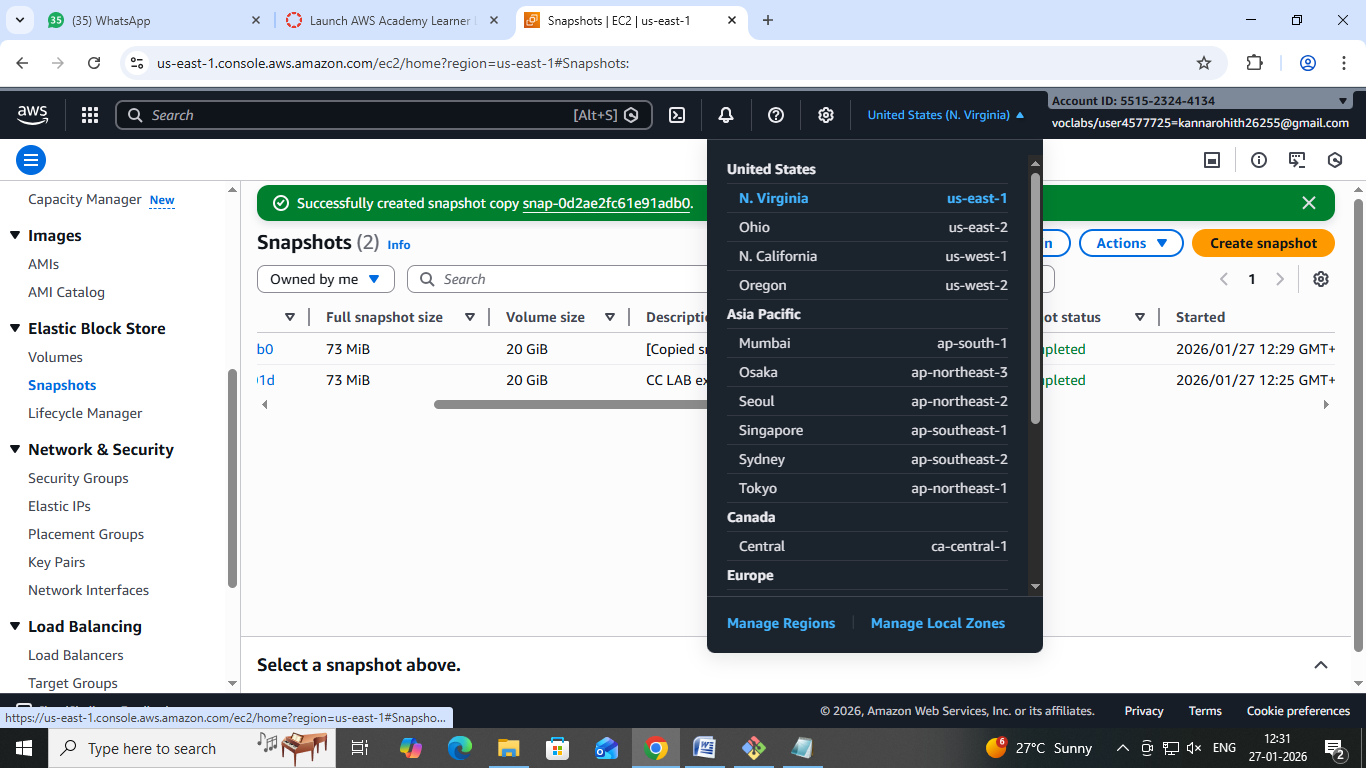 (35) WhatsApp
Launch AWS Academy Learner L
Snapshots | EC2 | us-east-1
us-east-1.console.aws.amazon.com/ec2/home?region=us-east-1#Snapshots:
aws
Search
[Alt+S]
United States (N. Virginia)
Account ID: 5515-2324-4134
voclabs/user4577725=kannarohith26255@gmail.com
Capacity Manager New
Images
AMIs
AMI Catalog
Elastic Block Store
Volumes
Snapshots
Lifecycle Manager
Network & Security
Security Groups
Elastic IPs
Placement Groups
Key Pairs
Network Interfaces
Load Balancing
Load Balancers
Target Groups
Successfully created snapshot copy snap-0d2ae2fc61e91adb0.
Snapshots (2) Info
n
Actions
Create snapshot
Owned by me
Search
1
Full snapshot size
Volume size
Descripti
ot status
Started
b0
73 MiB
20 GiB
[Copied s
pleted
2026/01/27 12:29 GMT+
1d
73 MiB
20 GiB
CC LAB ex
pleted
2026/01/27 12:25 GMT+
United States
N. Virginia us-east-1
Ohio us-east-2
N. California us-west-1
Oregon us-west-2
Asia Pacific
Mumbai ap-south-1
Osaka ap-northeast-3
Seoul ap-northeast-2
Singapore ap-southeast-1
Sydney ap-southeast-2
Tokyo ap-northeast-1
Canada
Central ca-central-1
Europe
Manage Regions
Manage Local Zones
Select a snapshot above.
https://us-east-1.console.aws.amazon.com/ec2/home?region=us-east-1#Snapsho...
© 2026, Amazon Web Services, Inc. or its affiliates.
Privacy
Terms
Cookie preferences
Type here to search
6
27°C Sunny
ENG
12:31
27-01-2026
2